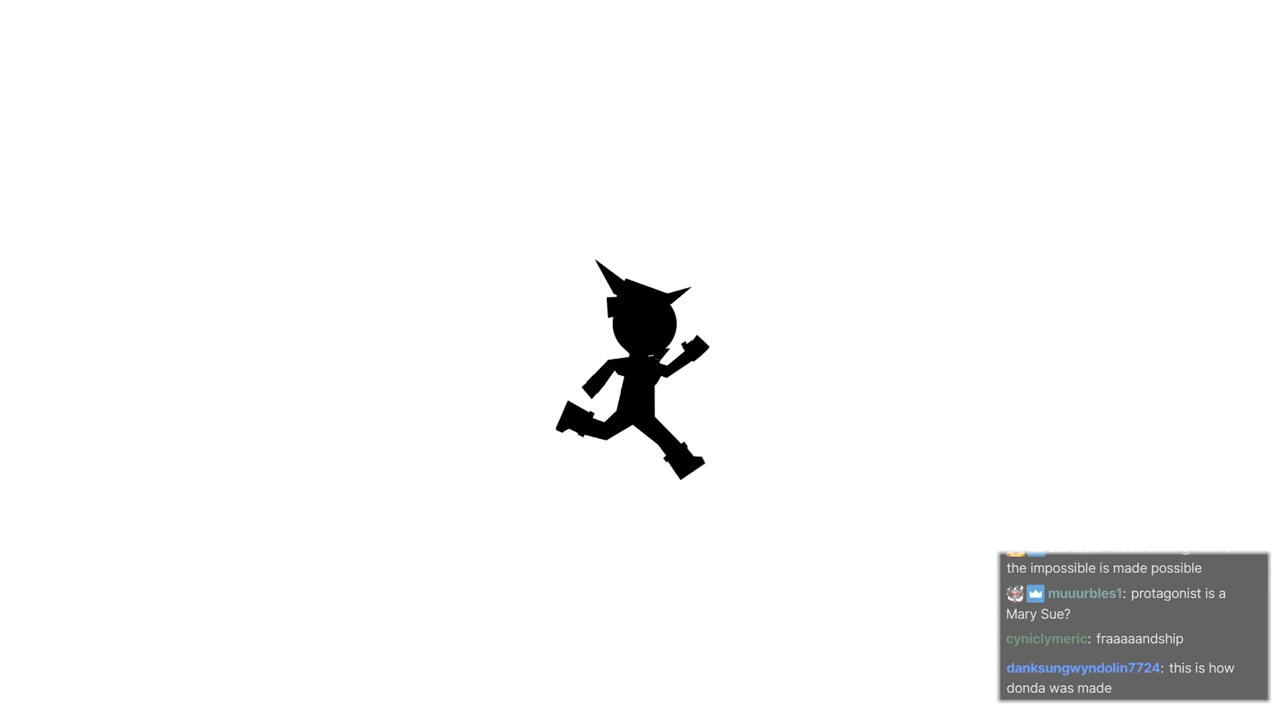 the impossible is made possible
muuurbles1: protagonist is a
Mary Sue?
cyniclymeric: fraaaaandship
danksungwyndolin7724: this is how
donda was made